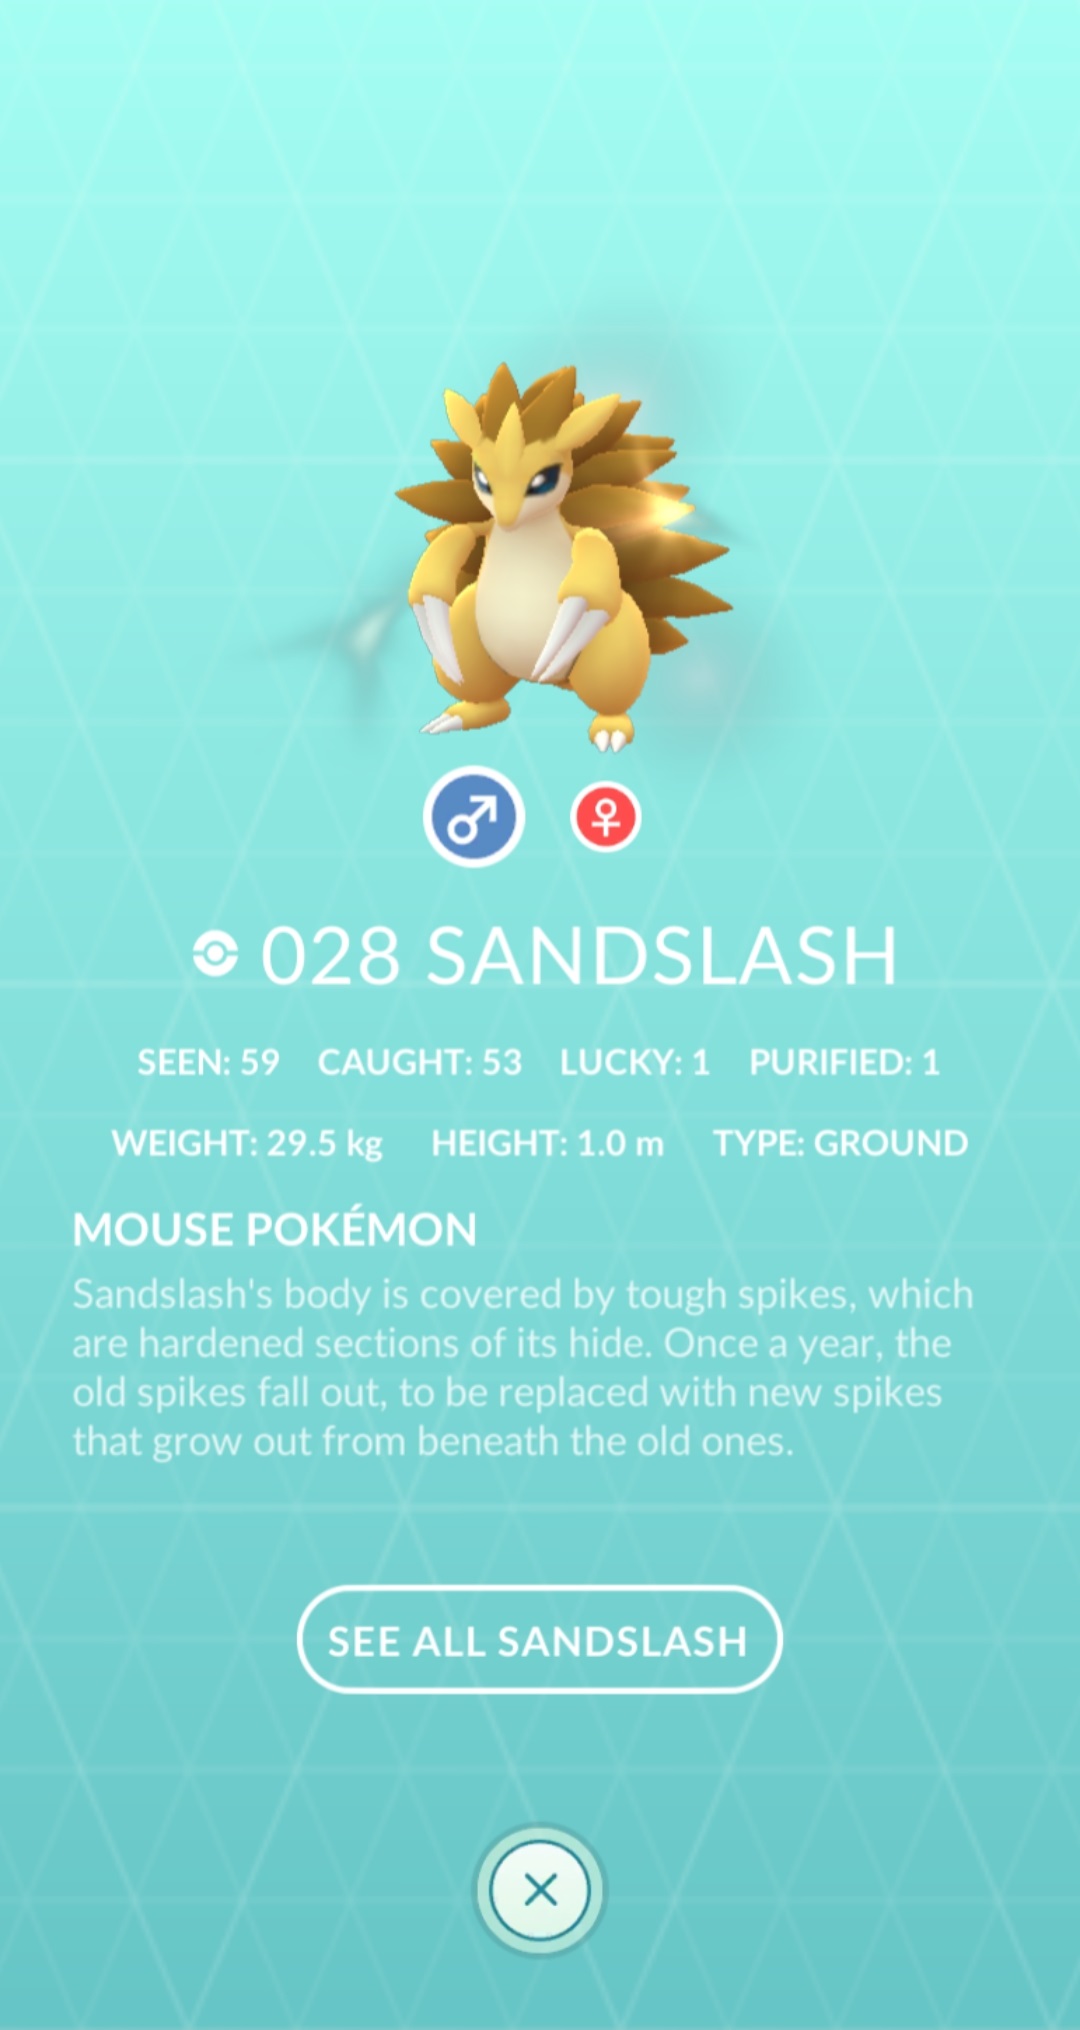 028 SANDSLASH
SEEN: 59 CAUGHT: 53 LUCKY: 1 PURIFIED: 1
WEIGHT: 29.5 kg HEIGHT: 1.0 m TYPE: GROUND
MOUSE POKÉMON
Sandslash's body is covered by tough spikes, which
are hardened sections of its hide. Once a year, the
old spikes fall out, to be replaced with new spikes
that grow out from beneath the old ones.
SEE ALL SANDSLASH